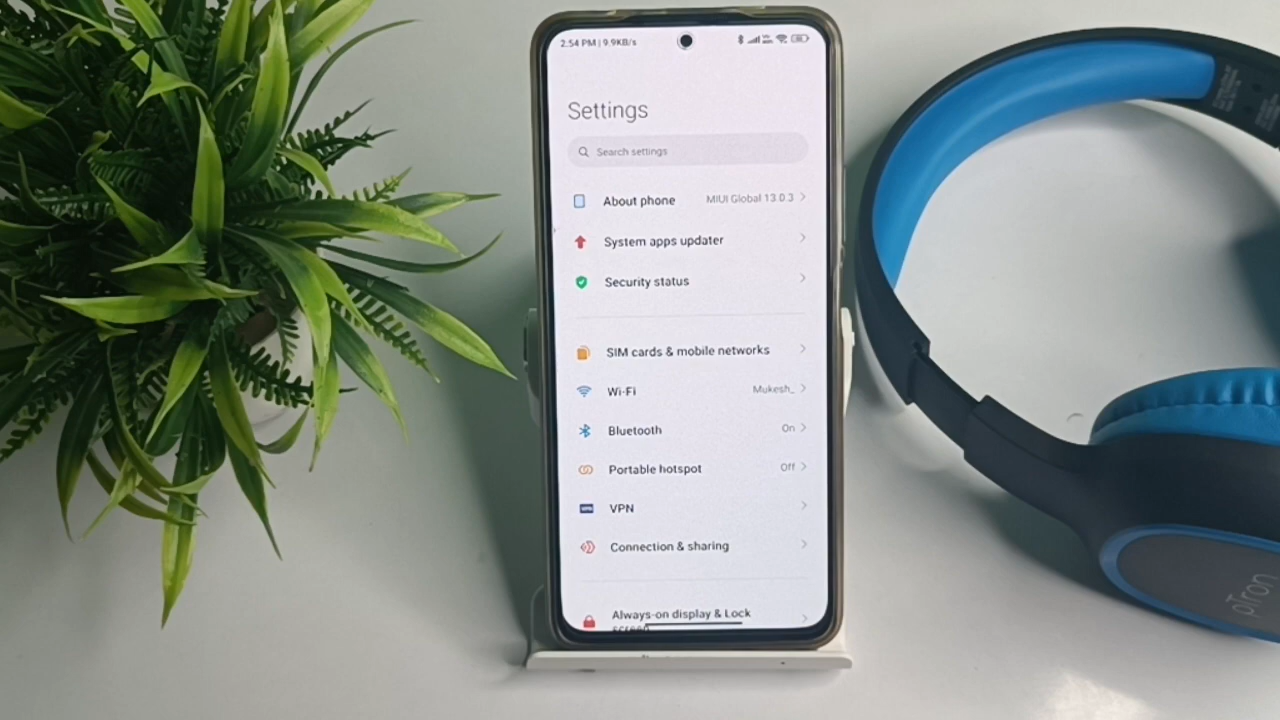 2:54 PM | 9.9KB/s
Settings
Search settings
About phone MIUI Global 13.0.3
System apps updater
Security status
SIM cards & mobile networks
Wi-Fi Mukesh_
Bluetooth On
Portable hotspot Off
VPN
Connection & sharing
Always-on display & Lock
screen
pTron